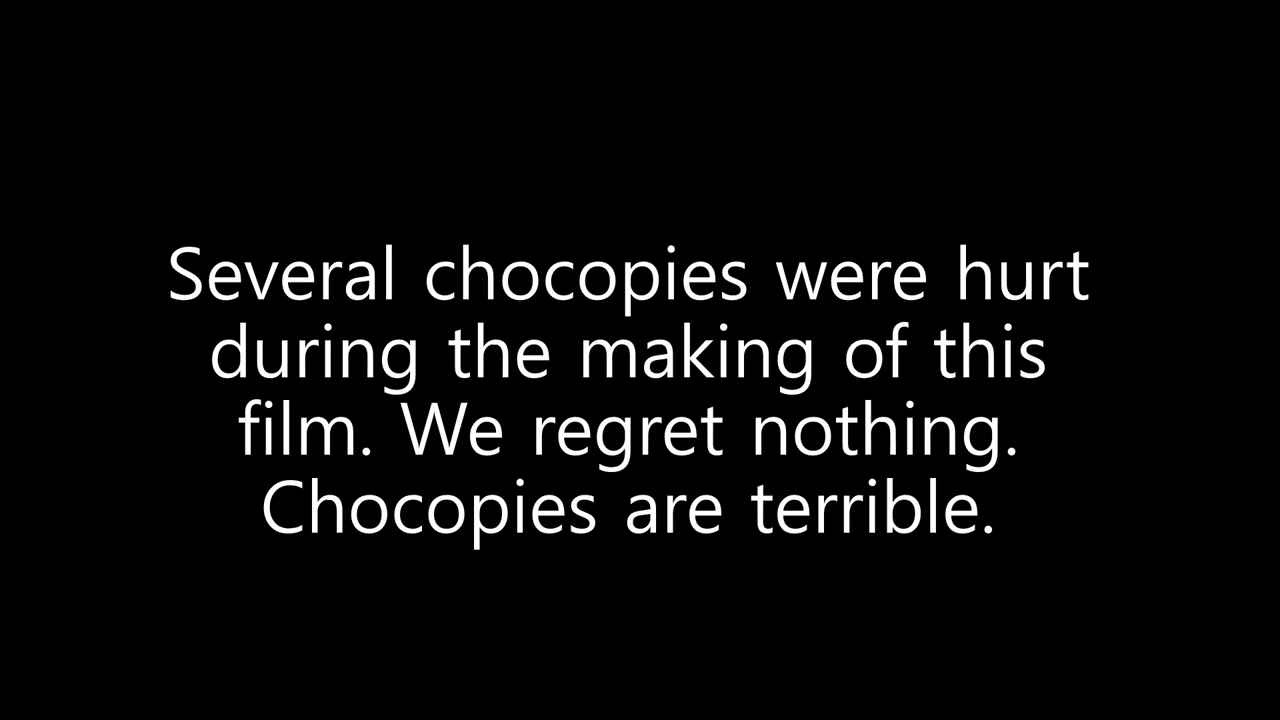 Several chocopies were hurt
during the making of this
film. We regret nothing.
Chocopies are terrible.